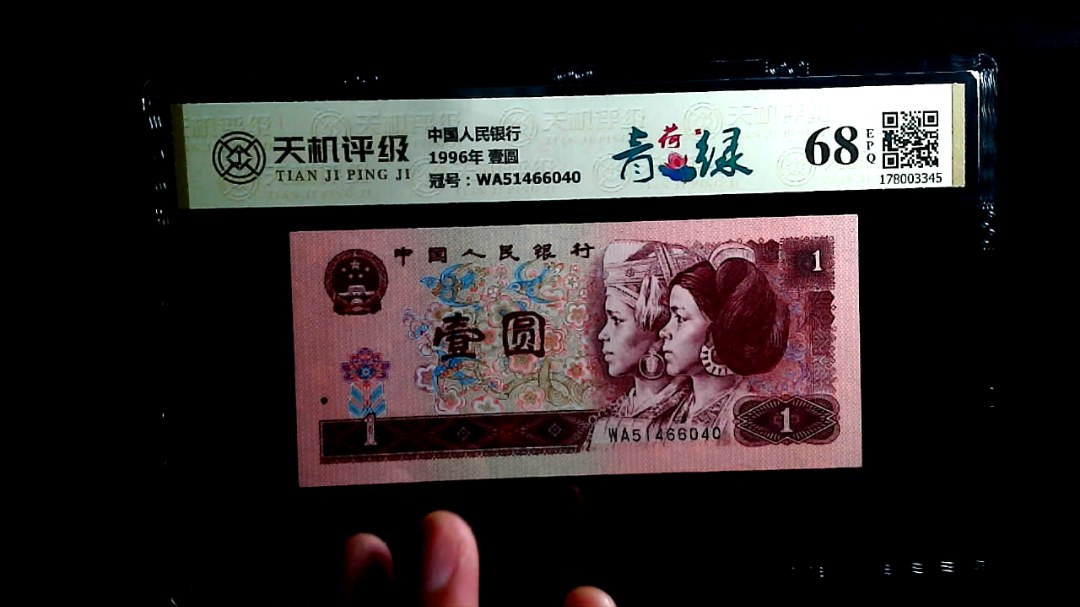 天机评级
TIAN JI PING JI
中国人民银行
1996年 壹圆
冠号：WA51466040
青荷绿
68
EPQ
178003345
中国人民银行
1
壹圆
1
WA51466040
1